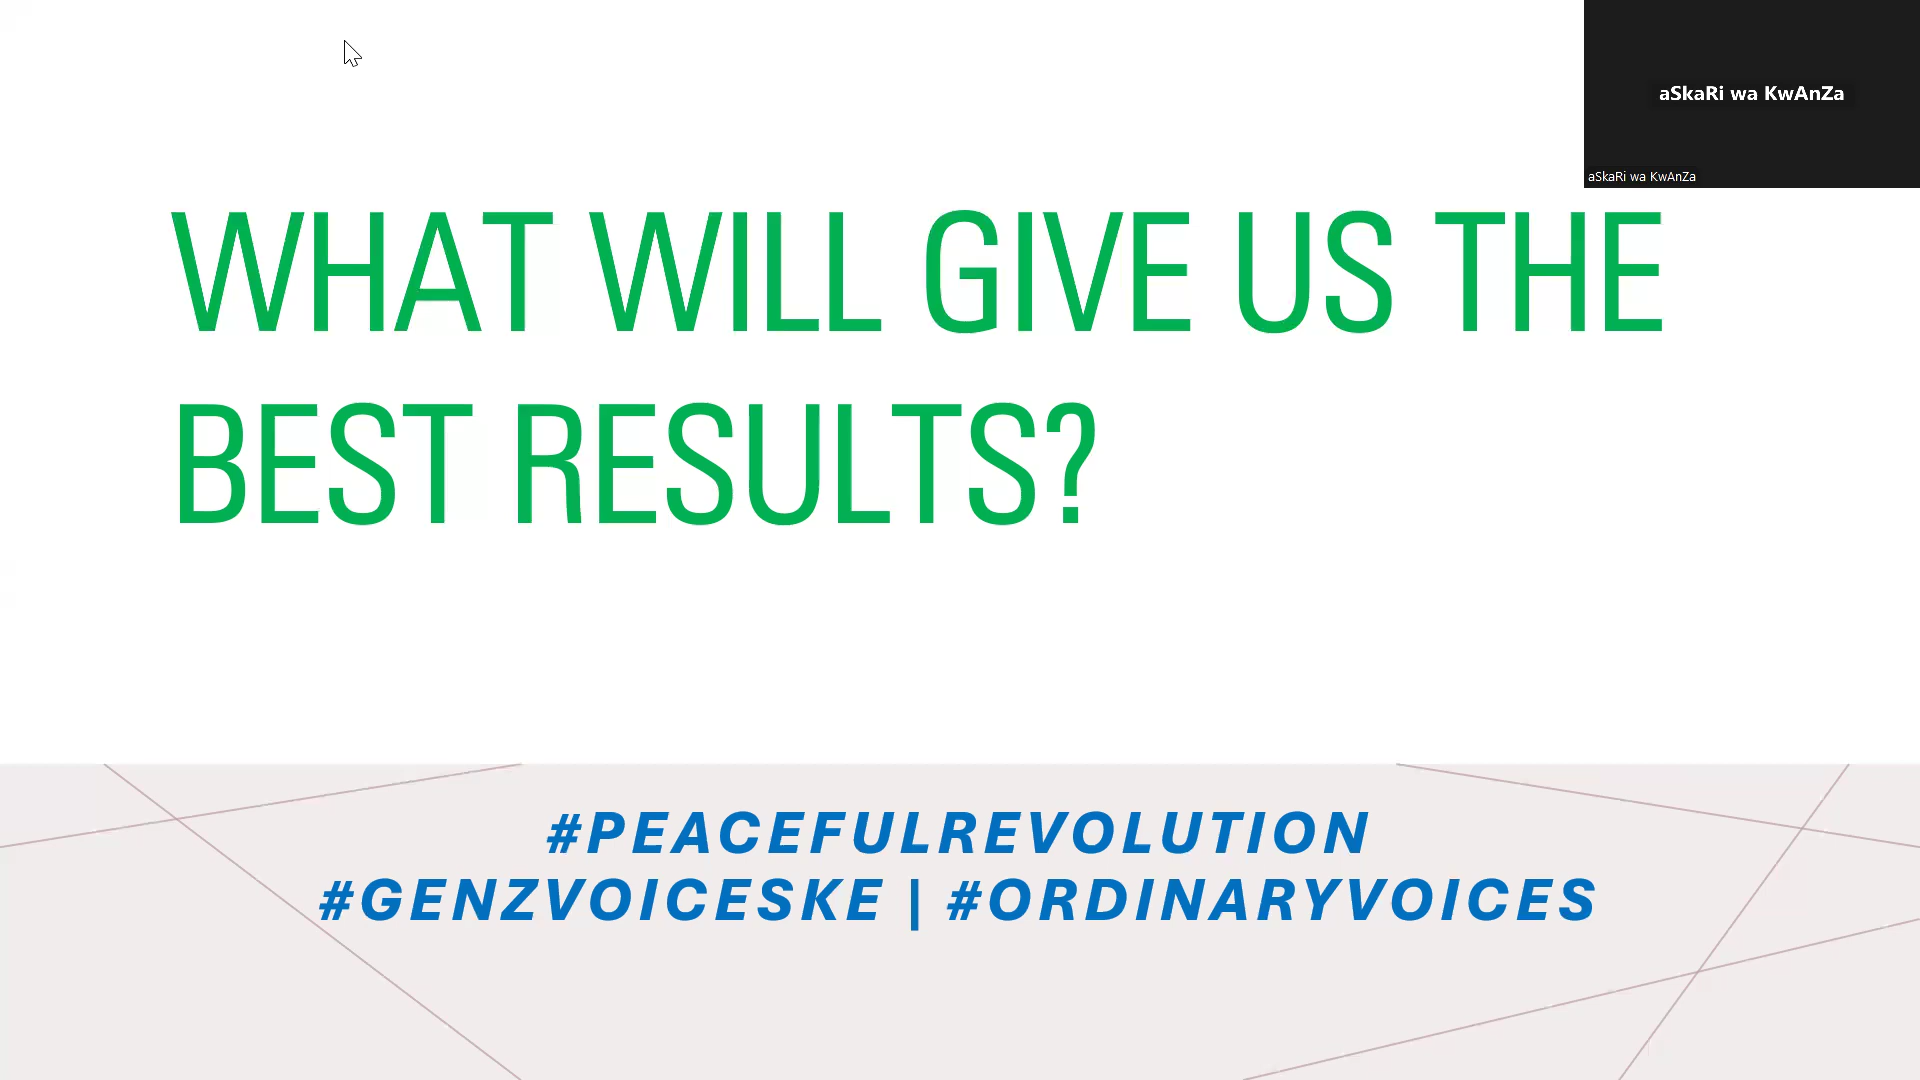 aSkaRi wa KwAnZa
aSkaRi wa KwAnZa
WHAT WILL GIVE US THE
BEST RESULTS?
#PEACEFULREVOLUTION
#GENZVOICESKE | #ORDINARYVOICES